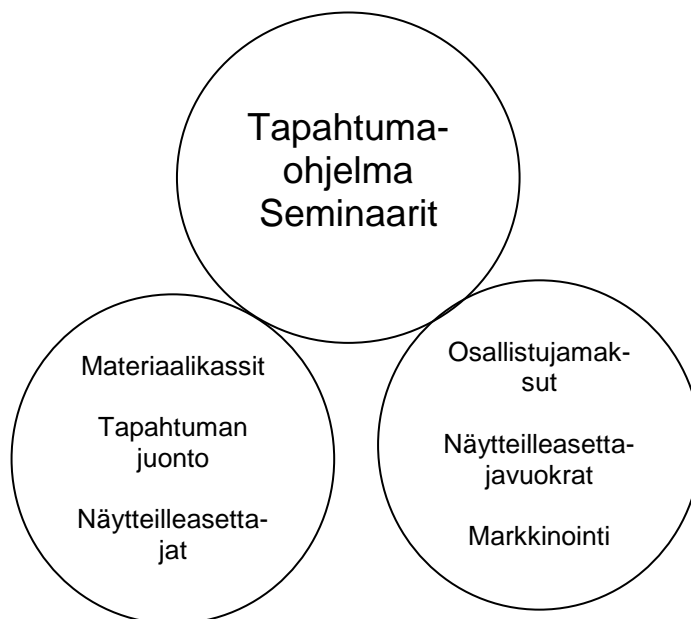 Tapahtuma-
ohjelma
Seminaarit
Materiaalikassit
Tapahtuman
juonto
Näytteilleasetta-
jat
Osallistujamak-
sut
Näytteilleasetta-
javuokrat
Markkinointi